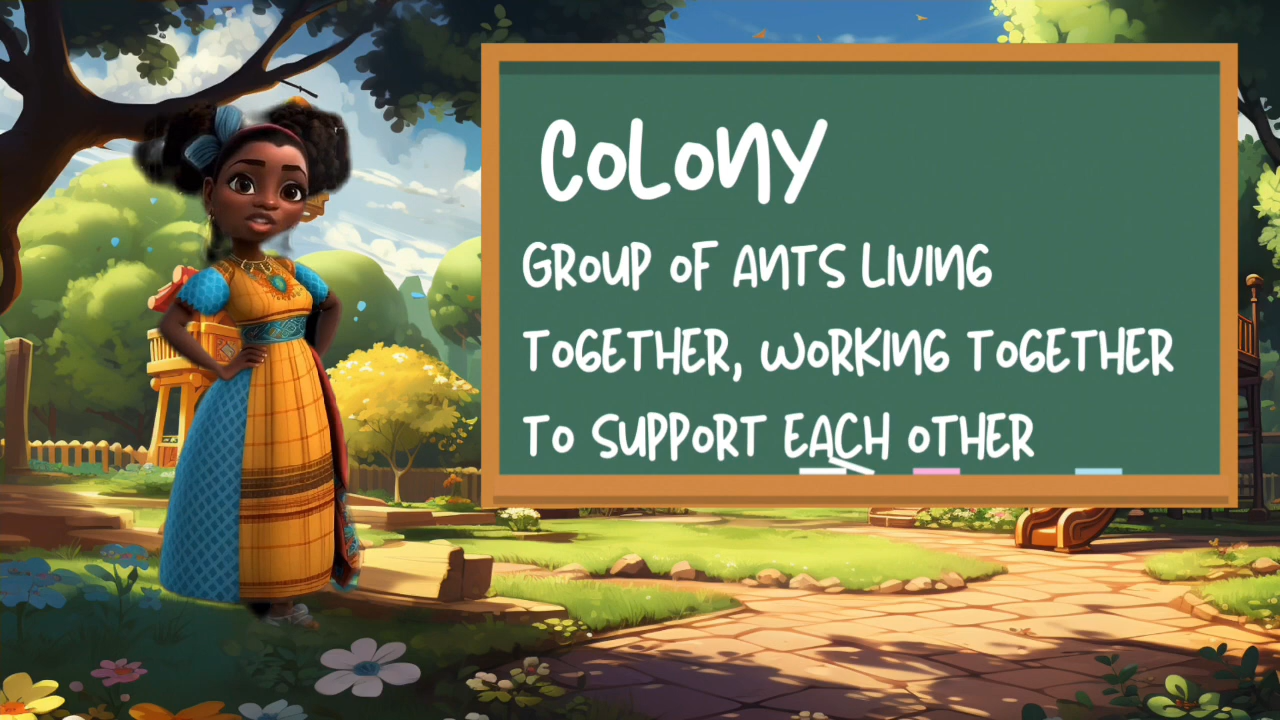 Colony
GROUP OF ANTS LIVING
TOGETHER, WORKING TOGETHER
TO SUPPORT EACH OTHER